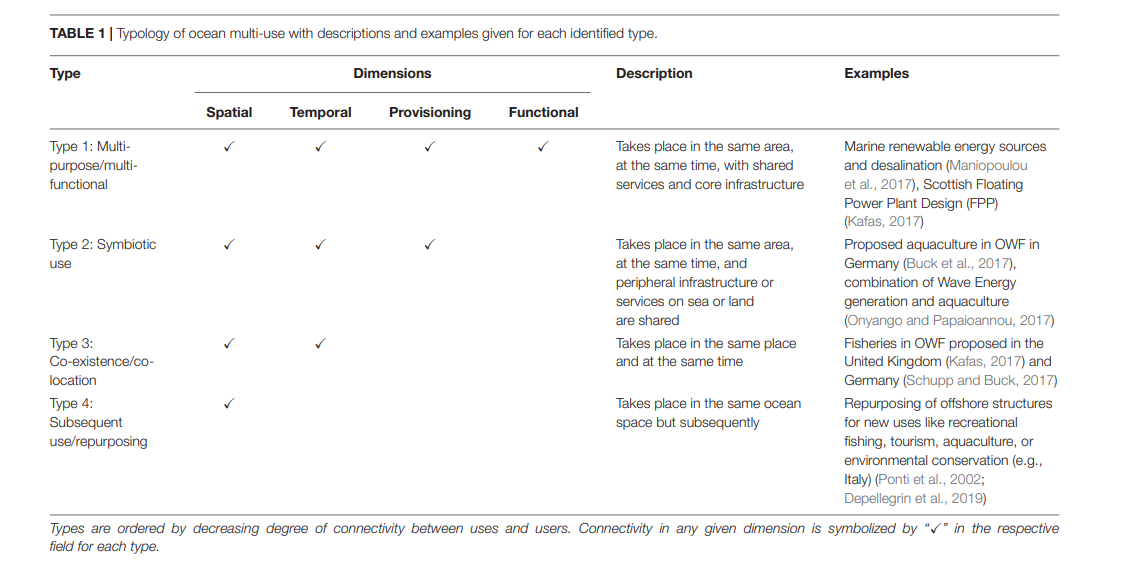 TABLE 1 | Typology of ocean multi-use with descriptions and examples given for each identified type.
Type Dimensions Description Examples
Spatial Temporal Provisioning Functional
Type 1: Multi- ✓ ✓ ✓ ✓ Takes place in the same area, Marine renewable energy sources
purpose/multi- at the same time, with shared and desalination (Maniopoulou
functional services and core infrastructure et al., 2017), Scottish Floating
Power Plant Design (FPP)
(Kafas, 2017)
Type 2: Symbiotic ✓ ✓ ✓ Takes place in the same area, Proposed aquaculture in OWF in
use at the same time, and Germany (Buck et al., 2017),
peripheral infrastructure or combination of Wave Energy
services on sea or land generation and aquaculture
are shared (Onyango and Papaioannou, 2017)
Type 3: ✓ ✓ Takes place in the same place Fisheries in OWF proposed in the
Co-existence/co- and at the same time United Kingdom (Kafas, 2017) and
location Germany (Schupp and Buck, 2017)
Type 4: ✓ Takes place in the same ocean Repurposing of offshore structures
Subsequent space but subsequently for new uses like recreational
use/repurposing fishing, tourism, aquaculture, or
environmental conservation (e.g.,
Italy) (Ponti et al., 2002;
Depellegrin et al., 2019)
Types are ordered by decreasing degree of connectivity between uses and users. Connectivity in any given dimension is symbolized by “✓” in the respective
field for each type.